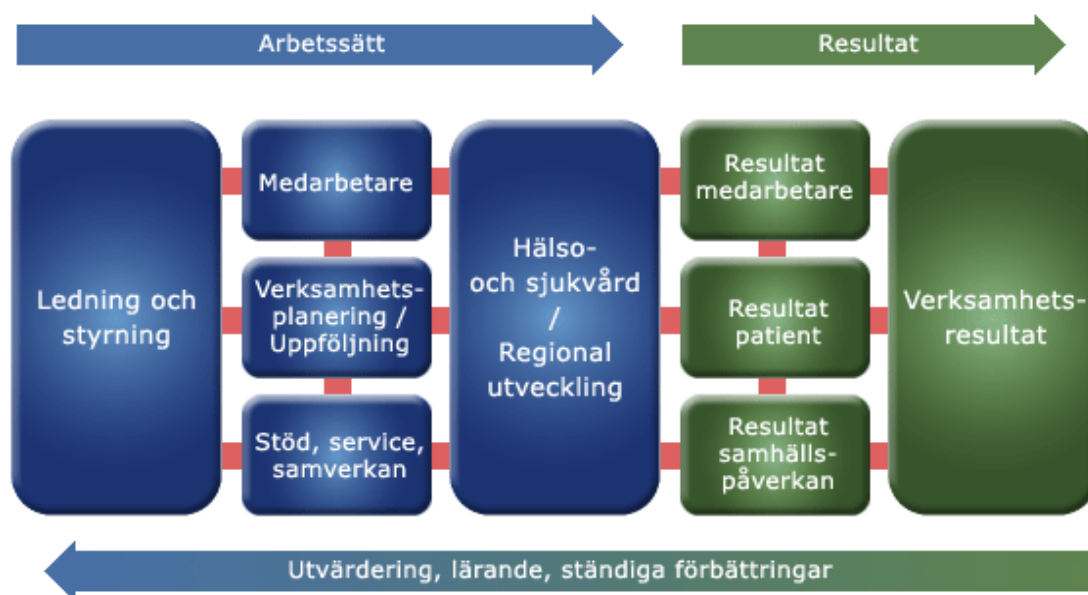 Arbetssätt
Resultat
Ledning och
styrning
Medarbetare
Verksamhets-
planering /
Uppföljning
Stöd, service,
samverkan
Hälso-
och sjukvård
/
Regional
utveckling
Resultat
medarbetare
Resultat
patient
Resultat
samhälls-
påverkan
Verksamhets-
resultat
Utvärdering, lärande, ständiga förbättringar